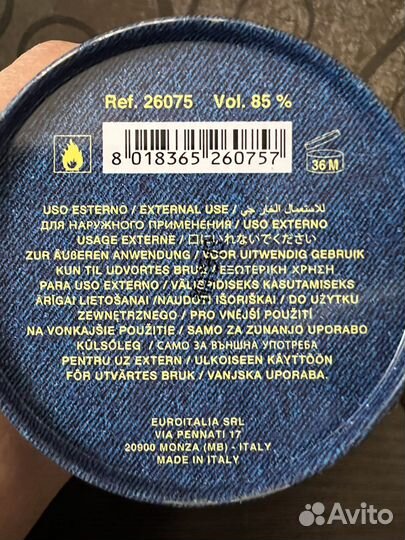 Ref. 26075 Vol. 85 %
8 018365 260757
36 M
USO ESTERNO / EXTERNAL USE / للاستعمال الخارجي
ДЛЯ НАРУЖНОГО ПРИМЕНЕНИЯ / USO EXTERNO
USAGE EXTERNE / 口にいれないでください
ZUR ÄUßEREN ANWENDUNG / VOOR UITWENDIG GEBRUIK
KUN TIL UDVORTES BRUG / ΕΞΩΤΕΡΙΚΗ ΧΡΗΣΗ
PARA USO EXTERNO / VÄLISPIDISEKS KASUTAMISEKS
ĀRĪGAI LIETOŠANAI / NAUDOTI IŠORIŠKAI / DO UŻYTKU
ZEWNĘTRZNEGO / PRO VNĚJŠÍ POUŽITÍ
NA VONKAJŠIE POUŽITIE / SAMO ZA ZUNANJO UPORABO
KÜLSŐLEG / САМО ЗА ВЪНШНА УПОТРЕБА
PENTRU UZ EXTERN / ULKOISEEN KÄYTTÖÖN
FÖR UTVÄRTES BRUK / VANJSKA UPORABA.
EUROITALIA SRL
VIA PENNATI 17
20900 MONZA (MB) - ITALY
MADE IN ITALY
Avito